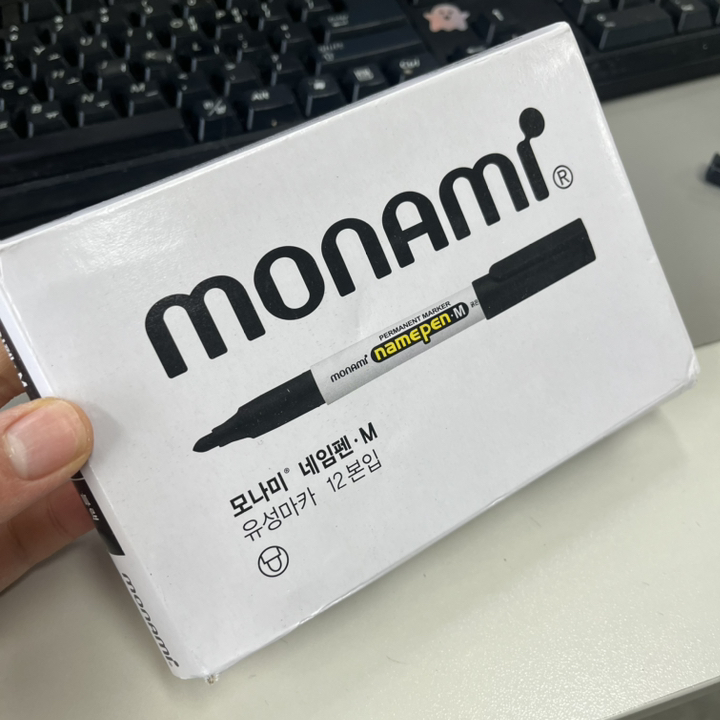 monami®
PERMANENT MARKER
monami namepen·M
모나미® 네임펜·M
유성마카 12본입
monami
Alt